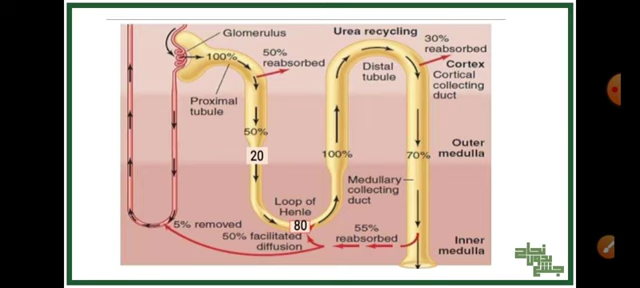 Glomerulus
Urea recycling
100%
50%
reabsorbed
30%
reabsorbed
Cortex
Cortical
collecting
duct
Distal
tubule
Proximal
tubule
50%
20
100%
70%
Outer
medulla
Medullary
collecting
duct
Loop of
Henle
80
5% removed
50% facilitated
diffusion
55%
reabsorbed
Inner
medulla